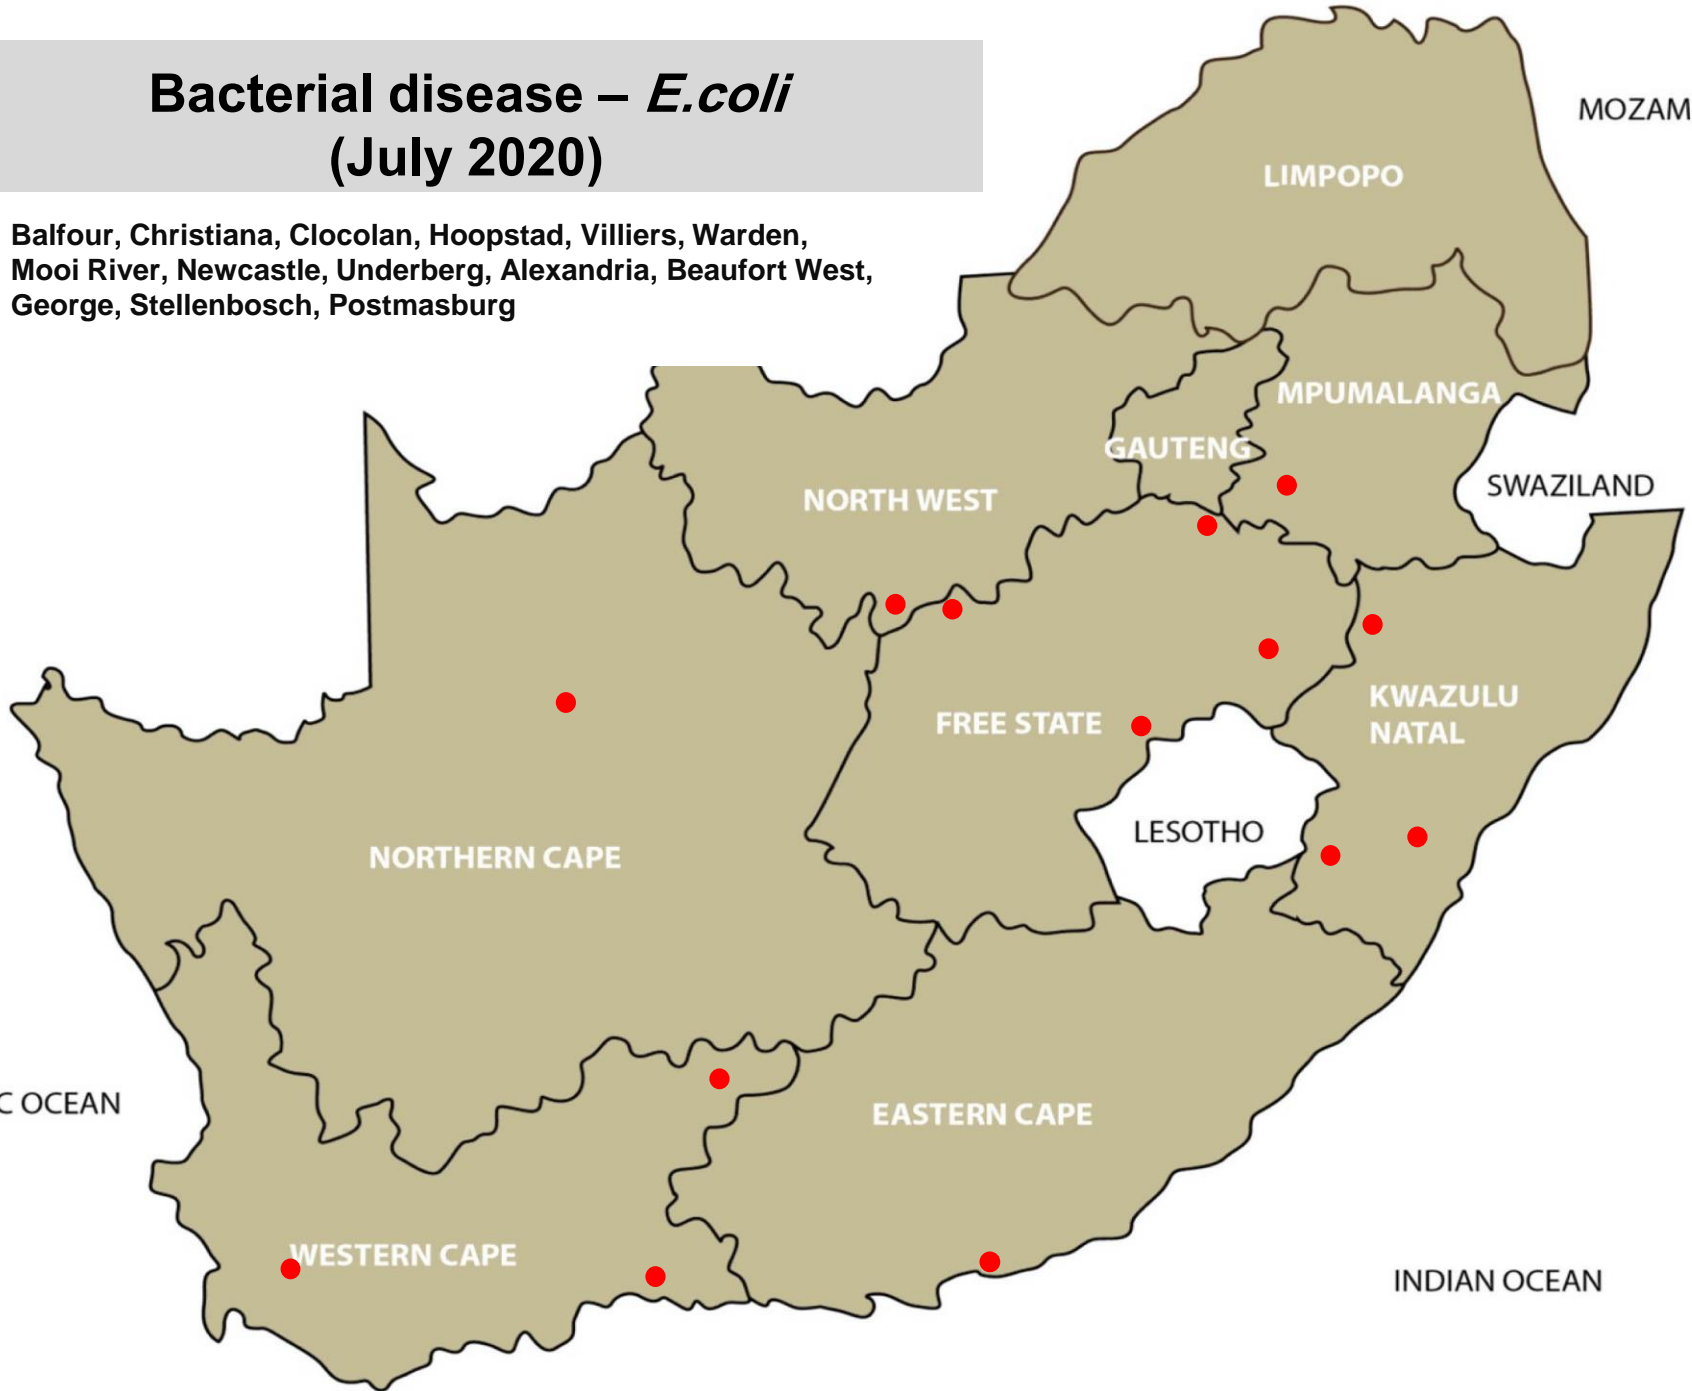 Bacterial disease – E.coli
(July 2020)
Balfour, Christiana, Clocolan, Hoopstad, Villiers, Warden,
Mooi River, Newcastle, Underberg, Alexandria, Beaufort West,
George, Stellenbosch, Postmasburg
MOZAM
LIMPOPO
MPUMALANGA
GAUTENG
NORTH WEST
SWAZILAND
KWAZULU
NATAL
FREE STATE
LESOTHO
NORTHERN CAPE
C OCEAN
EASTERN CAPE
WESTERN CAPE
INDIAN OCEAN